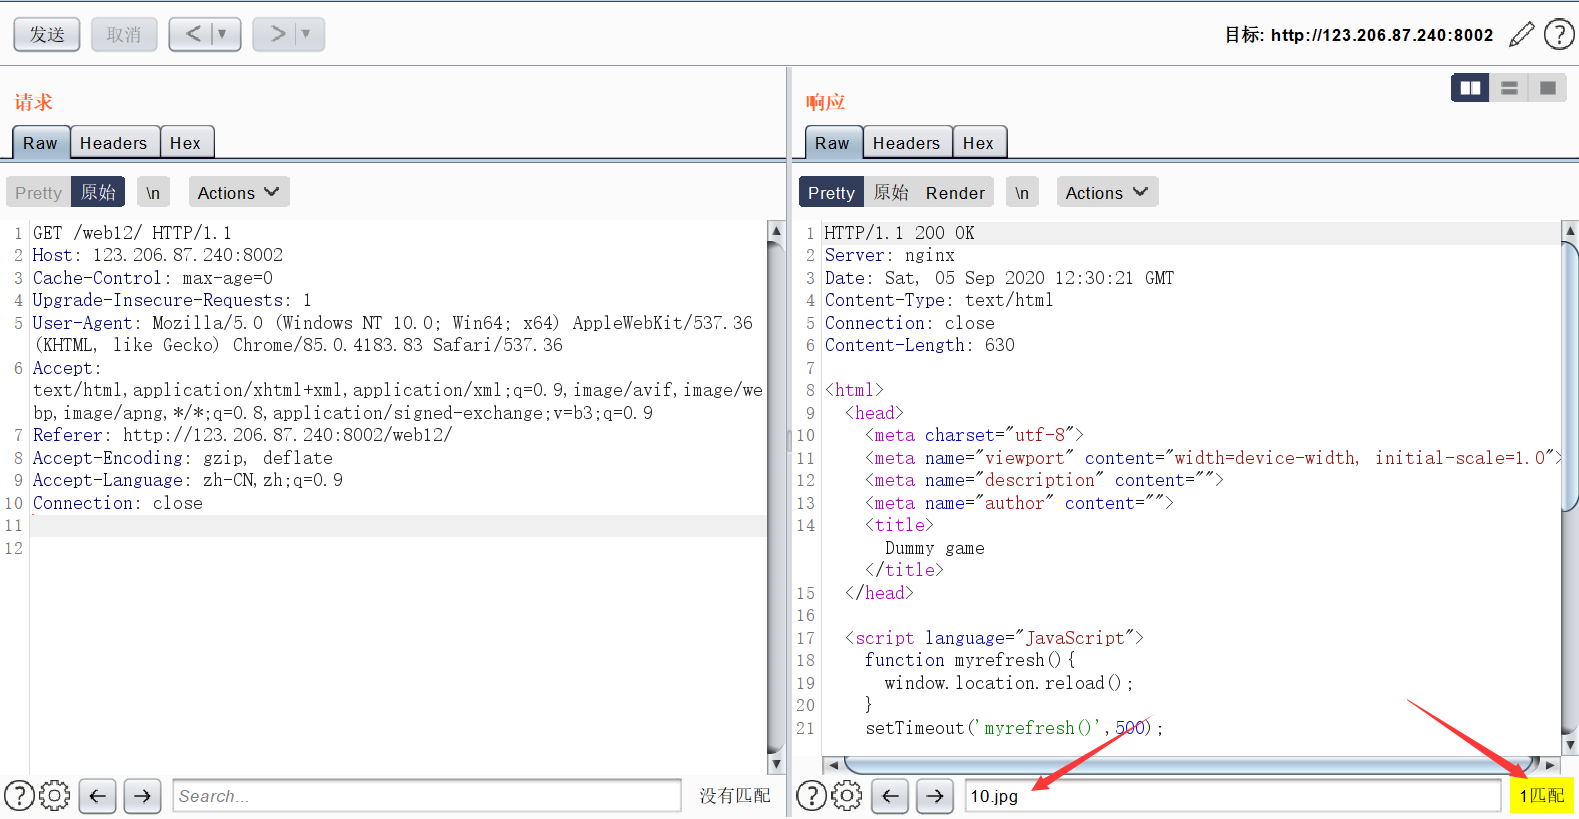 发送 取消 < ▼ > ▼ 目标: http://123.206.87.240:8002 ?
请求
Raw Headers Hex
Pretty 原始 \n Actions
1 GET /web12/ HTTP/1.1
2 Host: 123.206.87.240:8002
3 Cache-Control: max-age=0
4 Upgrade-Insecure-Requests: 1
5 User-Agent: Mozilla/5.0 (Windows NT 10.0; Win64; x64) AppleWebKit/537.36
(KHTML, like Gecko) Chrome/85.0.4183.83 Safari/537.36
6 Accept:
text/html,application/xhtml+xml,application/xml;q=0.9,image/avif,image/we
bp,image/apng,*/*;q=0.8,application/signed-exchange;v=b3;q=0.9
7 Referer: http://123.206.87.240:8002/web12/
8 Accept-Encoding: gzip, deflate
9 Accept-Language: zh-CN,zh;q=0.9
10 Connection: close
11
12
? Search... 没有匹配
响应
Raw Headers Hex
Pretty 原始 Render \n Actions
1 HTTP/1.1 200 OK
2 Server: nginx
3 Date: Sat, 05 Sep 2020 12:30:21 GMT
4 Content-Type: text/html
5 Connection: close
6 Content-Length: 630
7
8 <html>
9 <head>
10 <meta charset="utf-8">
11 <meta name="viewport" content="width=device-width, initial-scale=1.0">
12 <meta name="description" content="">
13 <meta name="author" content="">
14 <title>
Dummy game
</title>
15 </head>
16
17 <script language="JavaScript">
18 function myrefresh(){
19 window.location.reload();
20 }
21 setTimeout('myrefresh()',500);
? 10.jpg 1匹配